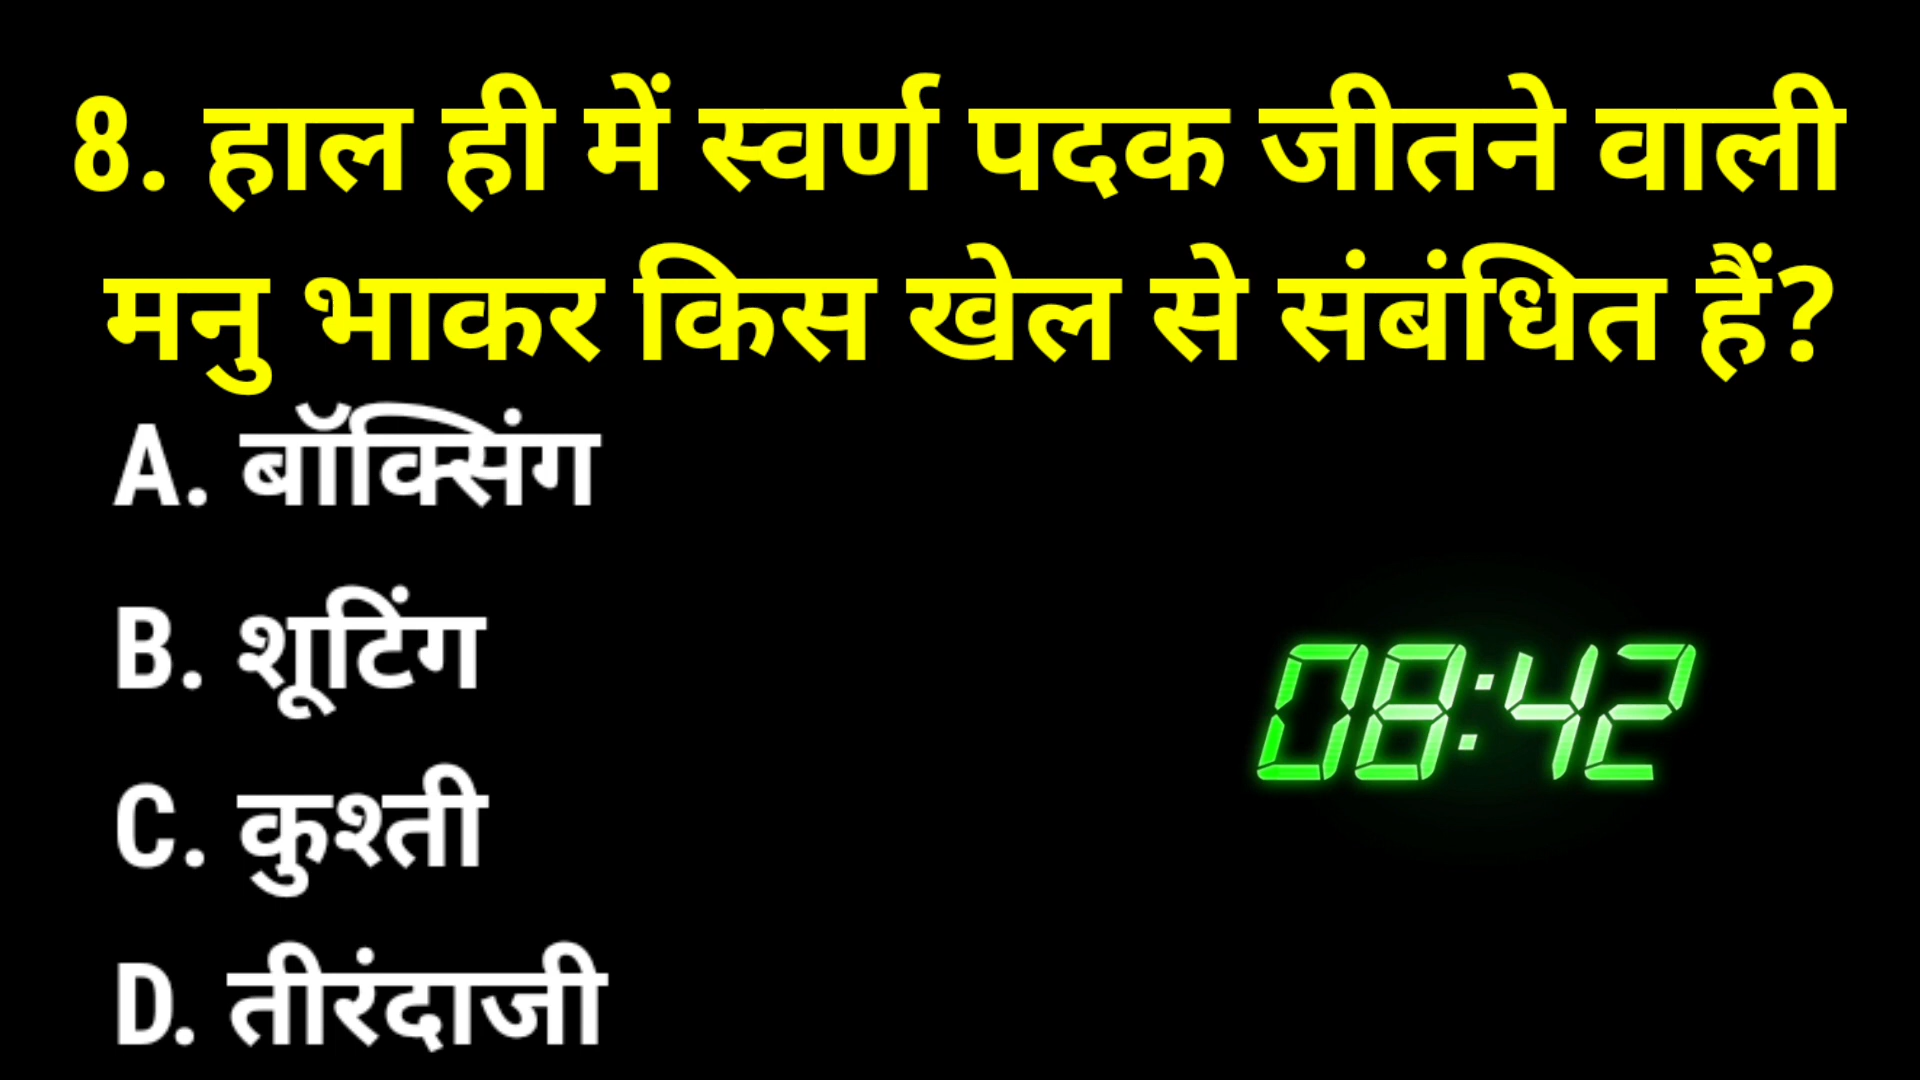 8. हाल ही में स्वर्ण पदक जीतने वाली
मनु भाकर किस खेल से संबंधित हैं?
A. बॉक्सिंग
B. शूटिंग
08:42
C. कुश्ती
D. तीरंदाजी